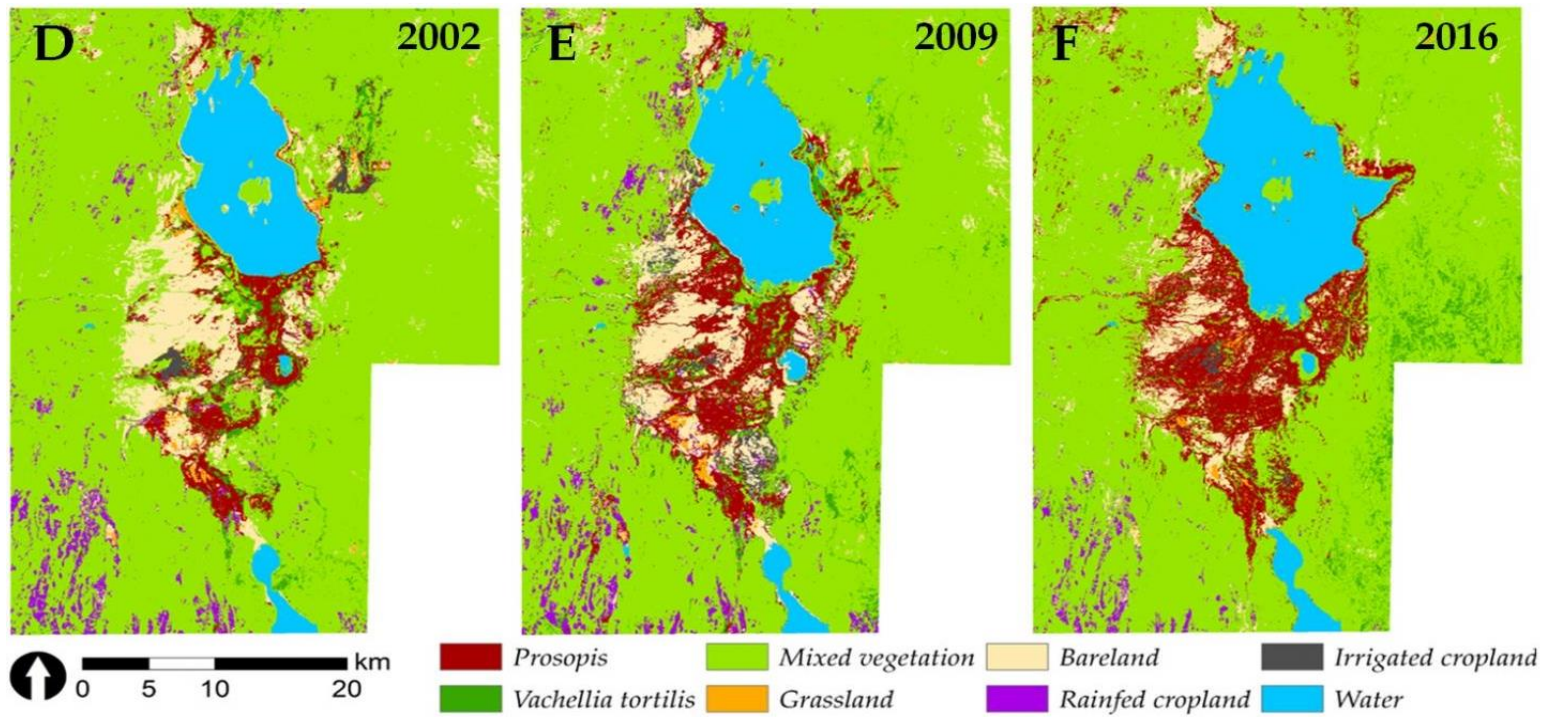 D 2002 E 2009 F 2016
km
0 5 10 20
Prosopis Mixed vegetation Bareland Irrigated cropland
Vachellia tortilis Grassland Rainfed cropland Water